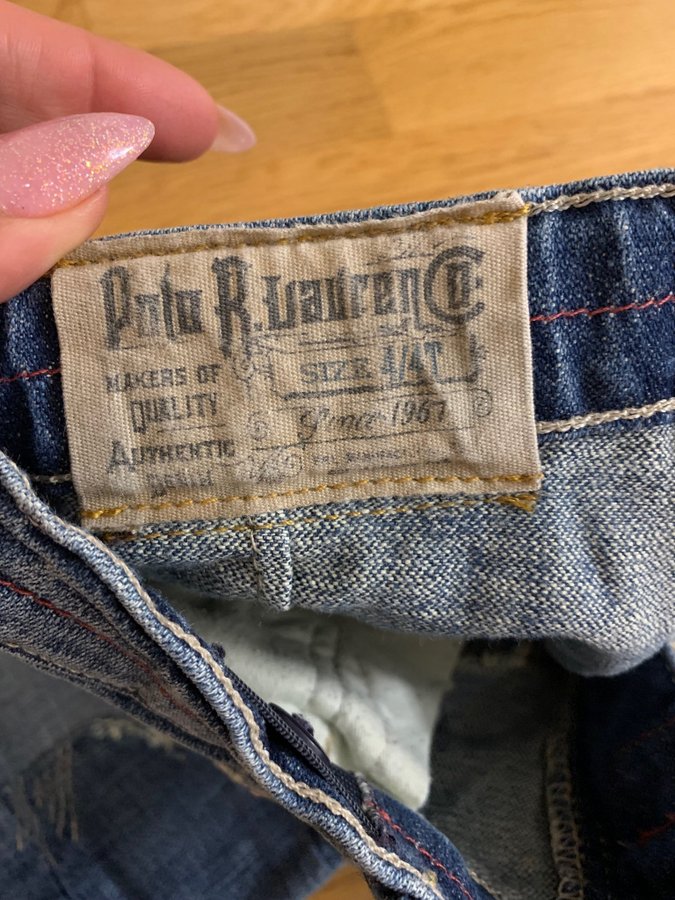 Polo R. Lauren Co.
MAKERS OF
QUALITY
AUTHENTIC
SIZE 4/4T
Since 1967